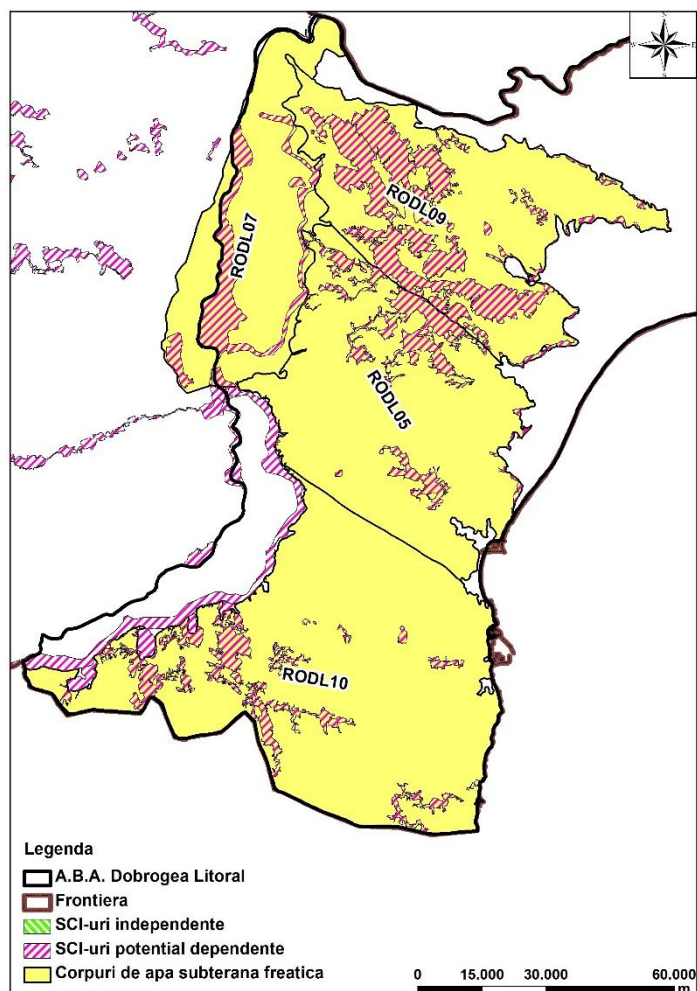 N
W E
S
RODL09
RODL07
RODL05
RODL10
Legenda
A.B.A. Dobrogea Litoral
Frontiera
SCI-uri independente
SCI-uri potential dependente
Corpuri de apa subterana freatica
0 15.000 30.000 60.000
m